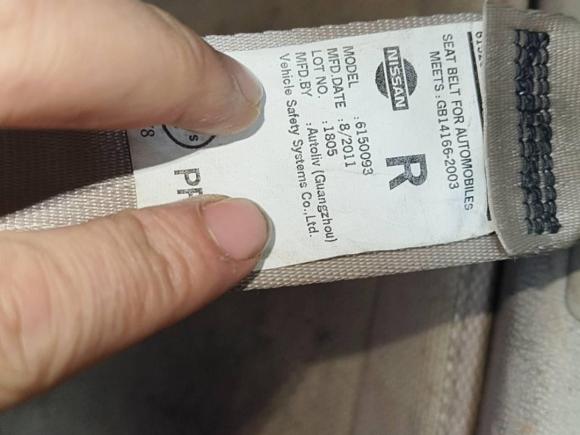 SEAT BELT FOR AUTOMOBILES
MEETS : GB14166-2003
NISSAN
R
MODEL : 6150093
MFD.DATE : 8/2011
LOT NO. : 1805
MFD.BY : Autoliv (Guangzhou)
Vehicle Safety Systems Co.,Ltd.